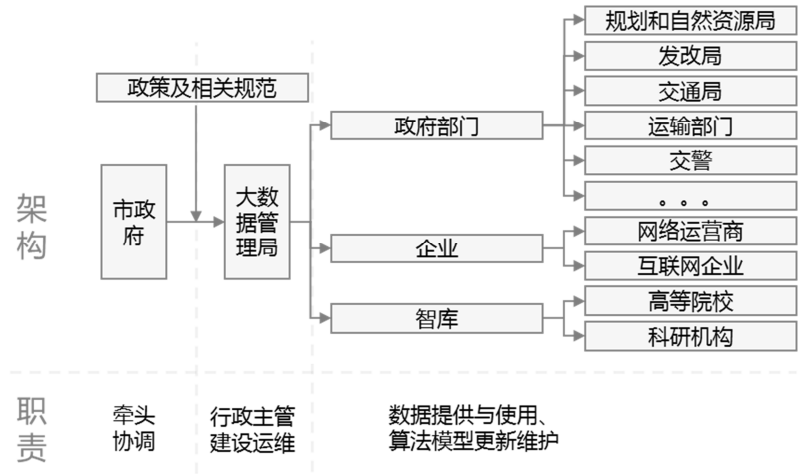 规划和自然资源局
发改局
政策及相关规范
交通局
政府部门
运输部门
交警
。。。
架构
市政
府
大数
据管
理局
企业
网络运营商
互联网企业
智库
高等院校
科研机构
职责
牵头
协调
行政主管
建设运维
数据提供与使用、
算法模型更新维护